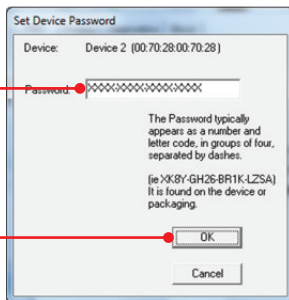 Set Device Password
Device: Device 2 (00:70:28:00:70:28 )
Password: XXXX-XXXX-XXXX-XXXX
The Password typically
appears as a number and
letter code, in groups of four,
separated by dashes.
(ie XK8Y-GH26-BR1K-LZSA)
It is found on the device or
packaging.
OK
Cancel